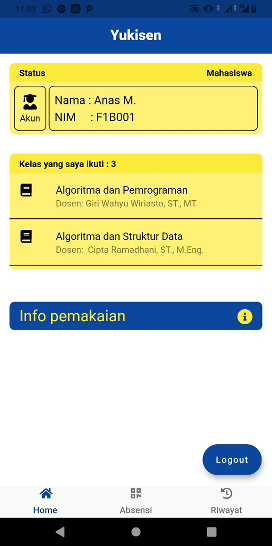 11.03
Yukisen
Status Mahasiswa
Akun
Nama : Anas M.
NIM : F1B001
Kelas yang saya ikuti : 3
Algoritma dan Pemrograman
Dosen: Giri Wahyu Wiriasto, ST., MT.
Algoritma dan Struktur Data
Dosen: Cipta Ramadhani, ST., M.Eng.
Info pemakaian
Logout
Home Absensi Riwayat